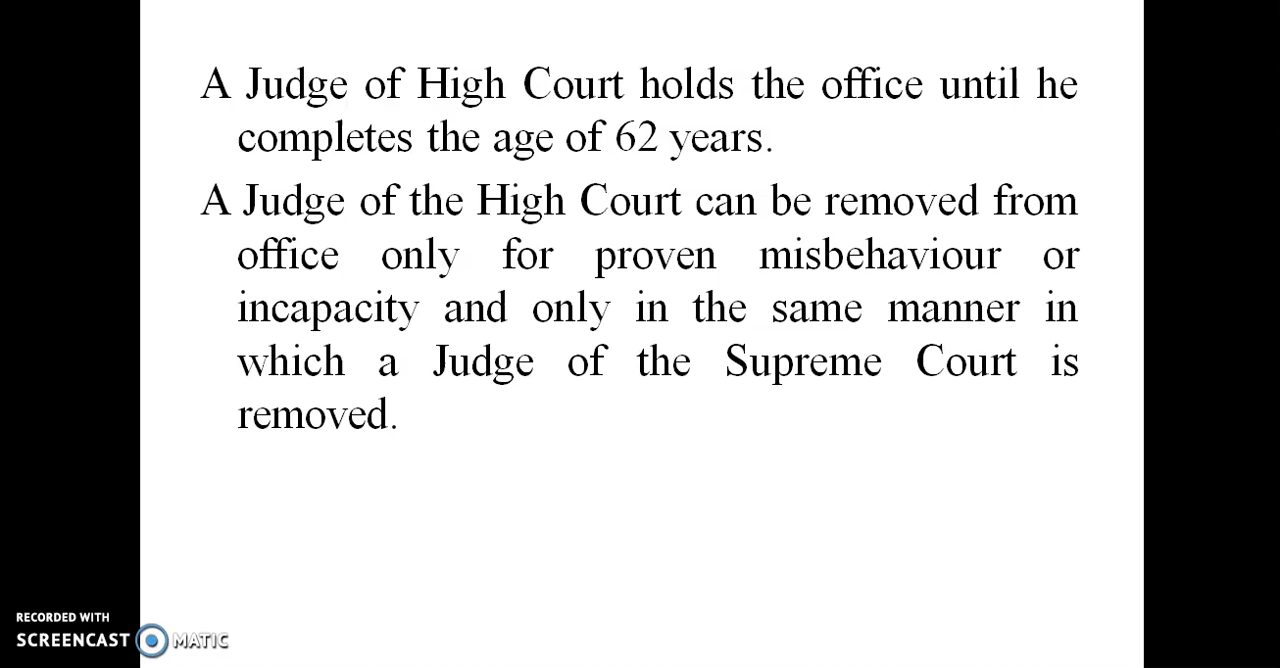 A Judge of High Court holds the office until he
completes the age of 62 years.
A Judge of the High Court can be removed from
office only for proven misbehaviour or
incapacity and only in the same manner in
which a Judge of the Supreme Court is
removed.
RECORDED WITH
SCREENCAST MATIC